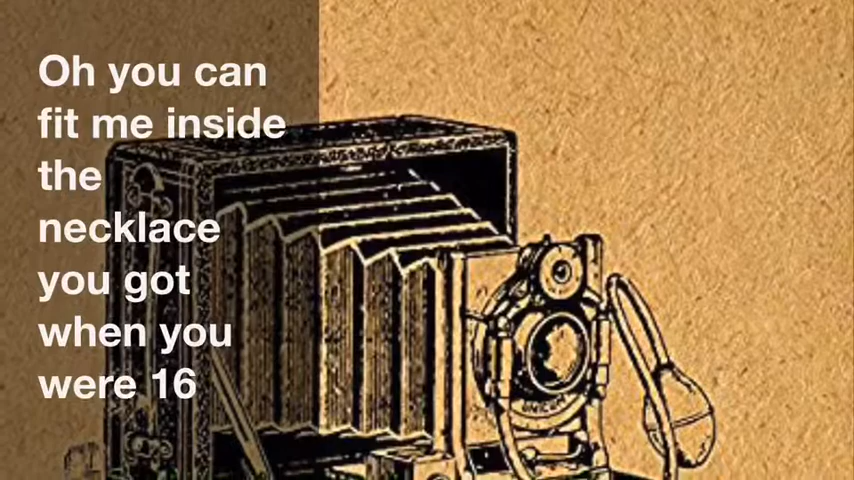 Oh you can
fit me inside
the
necklace
you got
when you
were 16